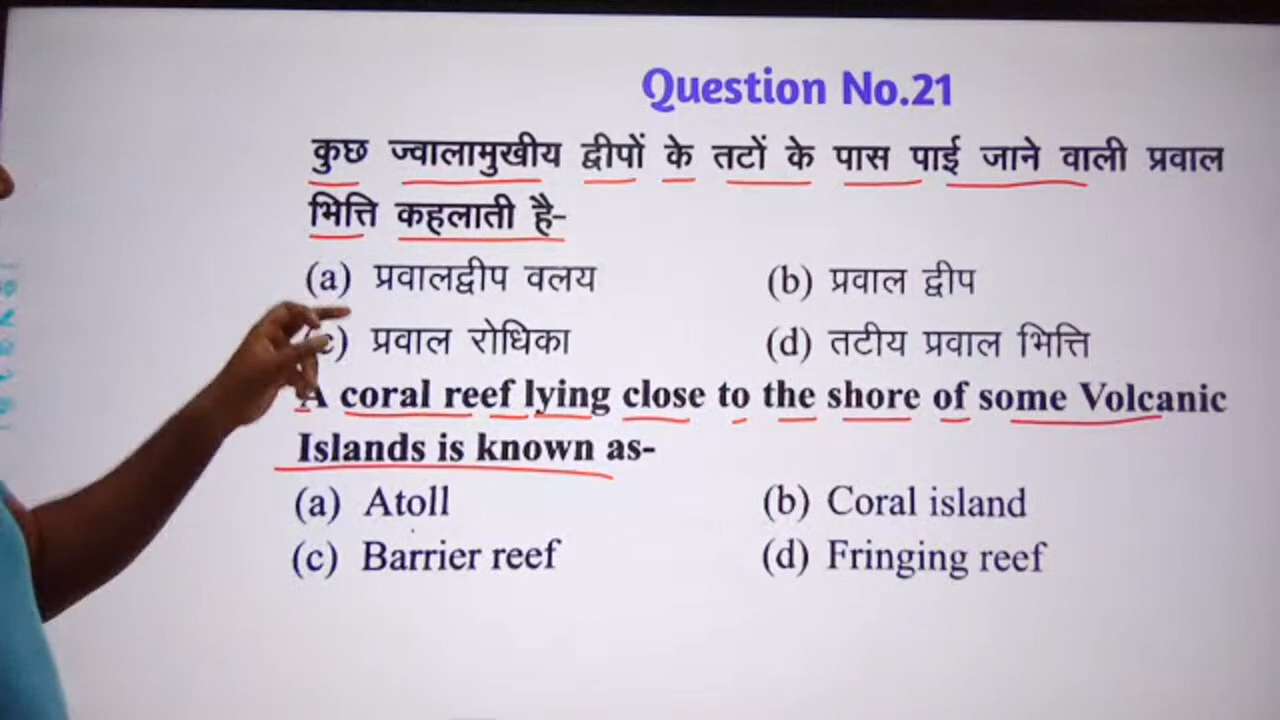 Question No.21
कुछ ज्वालामुखीय द्वीपों के तटों के पास पाई जाने वाली प्रवाल
भित्ति कहलाती है-
(a) प्रवालद्वीप वलय (b) प्रवाल द्वीप
c) प्रवाल रोधिका (d) तटीय प्रवाल भित्ति
A coral reef lying close to the shore of some Volcanic
Islands is known as-
(a) Atoll (b) Coral island
(c) Barrier reef (d) Fringing reef